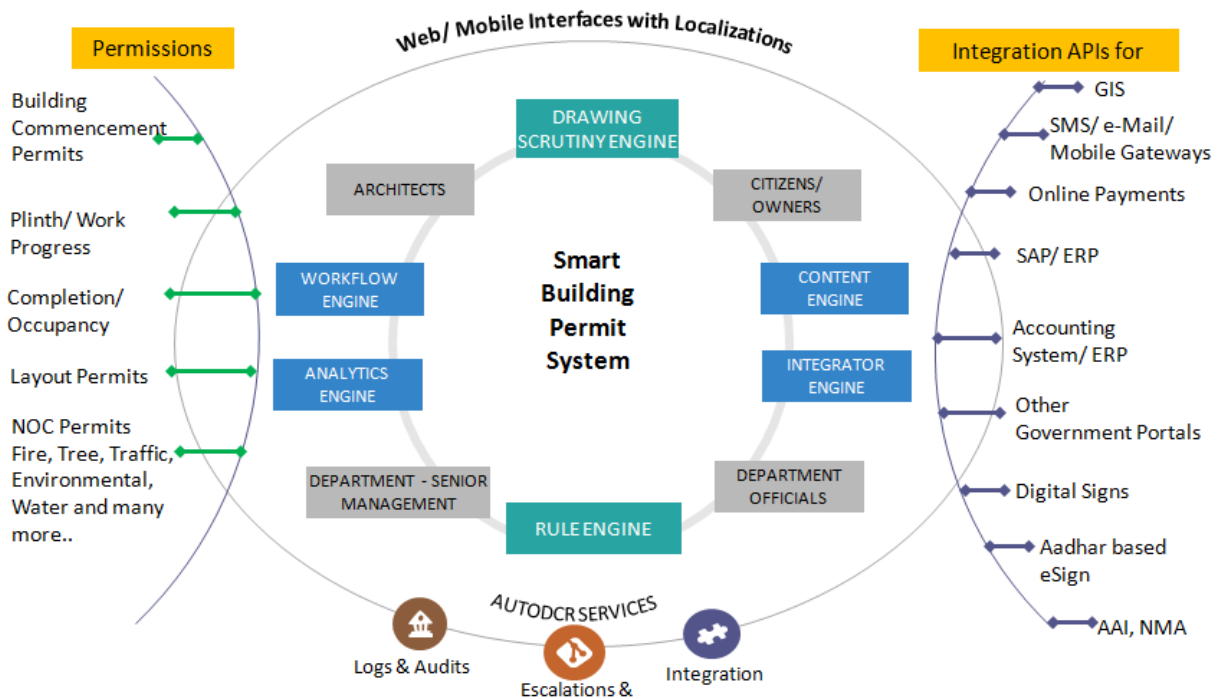 Web/ Mobile Interfaces with Localizations
Permissions
Building
Commencement
Permits
Plinth/ Work
Progress
Completion/
Occupancy
Layout Permits
NOC Permits
Fire, Tree, Traffic,
Environmental,
Water and many
more..
DRAWING
SCRUTINY ENGINE
ARCHITECTS
CITIZENS/
OWNERS
WORKFLOW
ENGINE
CONTENT
ENGINE
Smart
Building
Permit
System
ANALYTICS
ENGINE
INTEGRATOR
ENGINE
DEPARTMENT - SENIOR
MANAGEMENT
DEPARTMENT
OFFICIALS
RULE ENGINE
AUTODCR SERVICES
Logs & Audits
Escalations &
Integration
Integration APIs for
GIS
SMS/ e-Mail/
Mobile Gateways
Online Payments
SAP/ ERP
Accounting
System/ ERP
Other
Government Portals
Digital Signs
Aadhar based
eSign
AAI, NMA